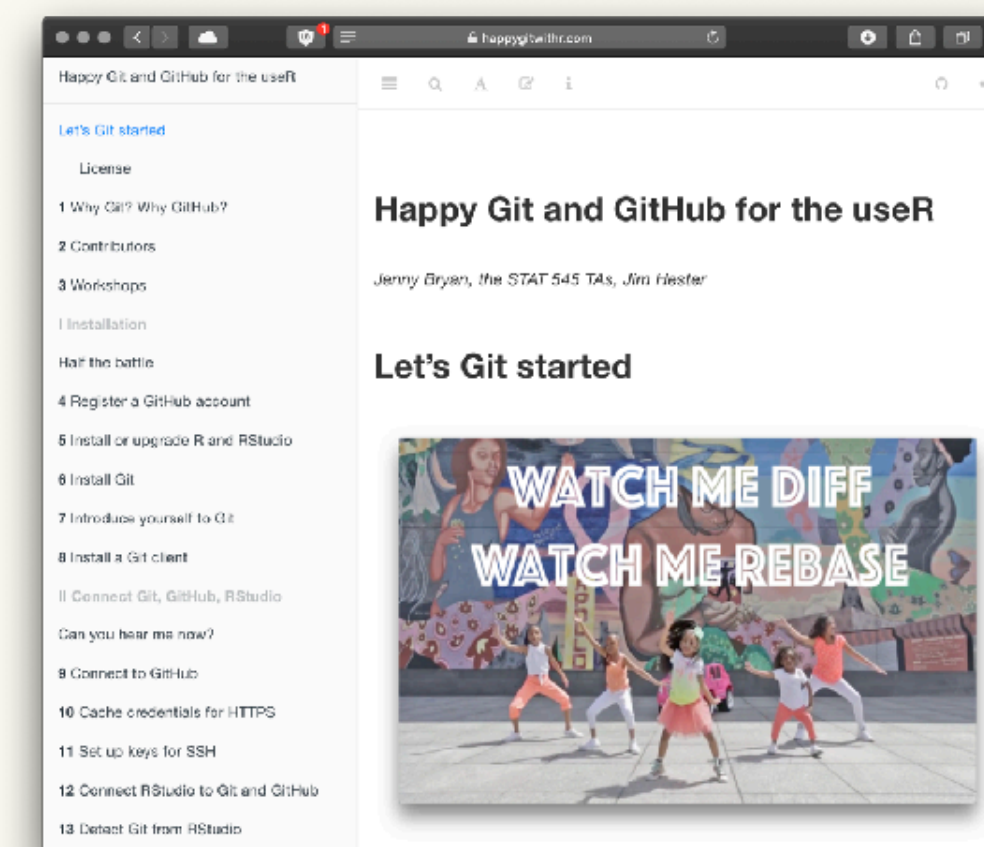 1
happygitwithr.com
Happy Git and GitHub for the useR
Let's Git started
License
1 Why Git? Why GitHub?
2 Contributors
3 Workshops
I Installation
Half the battle
4 Register a GitHub account
5 Install or upgrade R and RStudio
6 Install Git
7 Introduce yourself to Git
8 Install a Git client
II Connect Git, GitHub, RStudio
Can you hear me now?
9 Connect to GitHub
10 Cache credentials for HTTPS
11 Set up keys for SSH
12 Connect RStudio to Git and GitHub
13 Detect Git from RStudio
A
i
Happy Git and GitHub for the useR
Jenny Bryan, the STAT 545 TAs, Jim Hester
Let's Git started
WATCH ME DIFF
WATCH ME REBASE
APOLLO